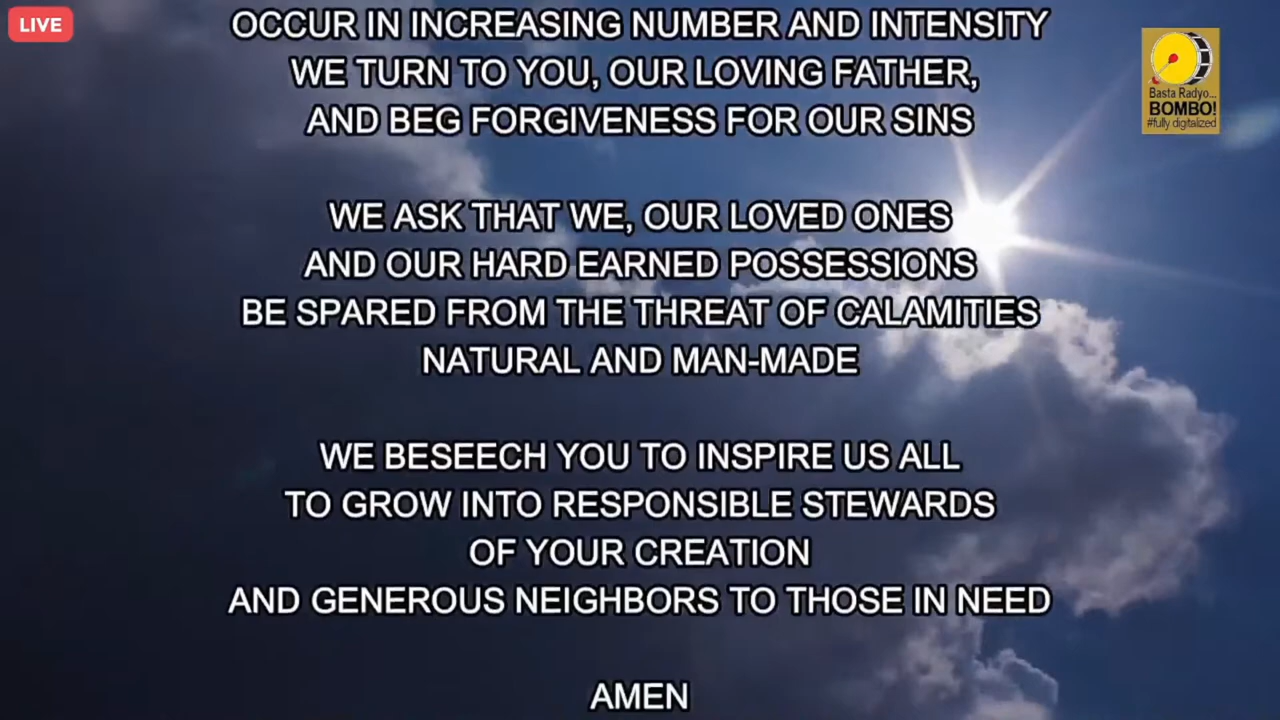 LIVE
OCCUR IN INCREASING NUMBER AND INTENSITY
WE TURN TO YOU, OUR LOVING FATHER,
AND BEG FORGIVENESS FOR OUR SINS
WE ASK THAT WE, OUR LOVED ONES
AND OUR HARD EARNED POSSESSIONS
BE SPARED FROM THE THREAT OF CALAMITIES
NATURAL AND MAN-MADE
WE BESEECH YOU TO INSPIRE US ALL
TO GROW INTO RESPONSIBLE STEWARDS
OF YOUR CREATION
AND GENEROUS NEIGHBORS TO THOSE IN NEED
AMEN
Basta Radyo...
BOMBO!
#fully digitalized